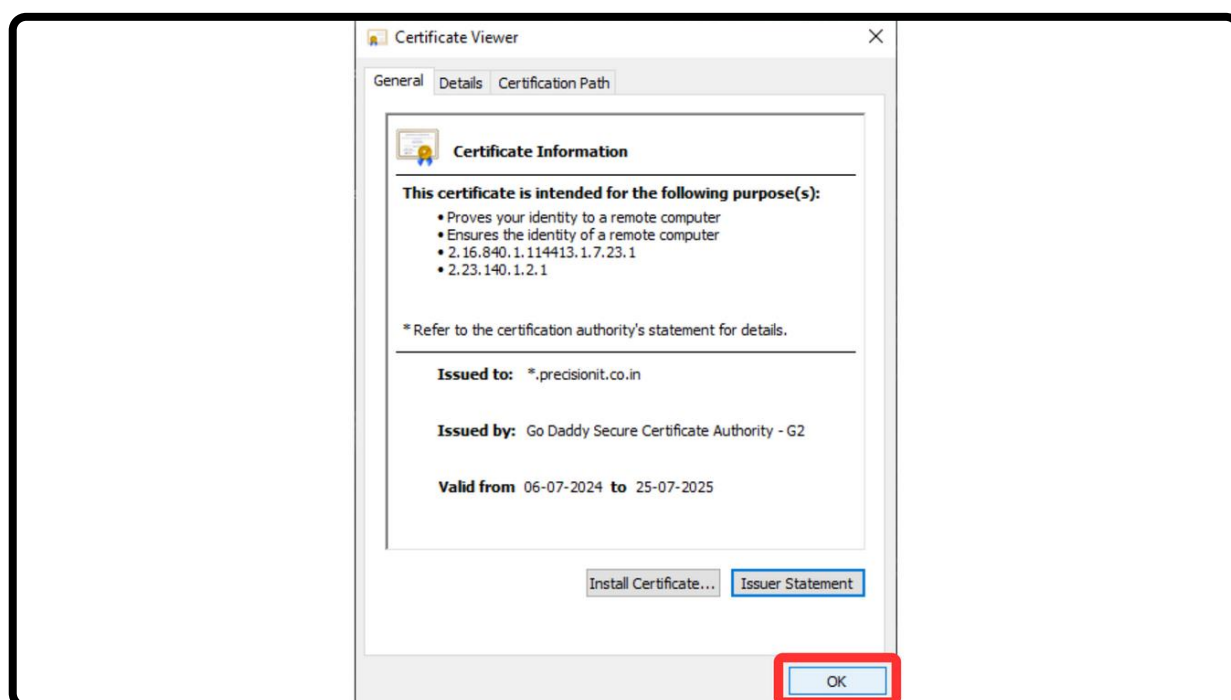 Certificate Viewer
General Details Certification Path
Certificate Information
This certificate is intended for the following purpose(s):
• Proves your identity to a remote computer
• Ensures the identity of a remote computer
• 2.16.840.1.114413.1.7.23.1
• 2.23.140.1.2.1
* Refer to the certification authority's statement for details.
Issued to: *.precisionit.co.in
Issued by: Go Daddy Secure Certificate Authority - G2
Valid from 06-07-2024 to 25-07-2025
Install Certificate... Issuer Statement
OK